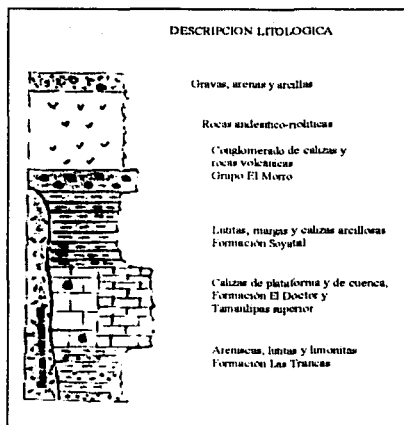 DESCRIPCION LITOLOGICA
Gravas, arenas y arcillas
Rocas andesitico-rioliticas
Conglomerado de calizas y
rocas volcánicas
Grupo El Morro
Lutitas, margas y calizas arcillosas
Formación Soyatal
Calizas de plataforma y de cuenca,
Formación El Doctor y
Tamaulipas superior
Areniscas, lutitas y limonitas
Formación Las Trancas